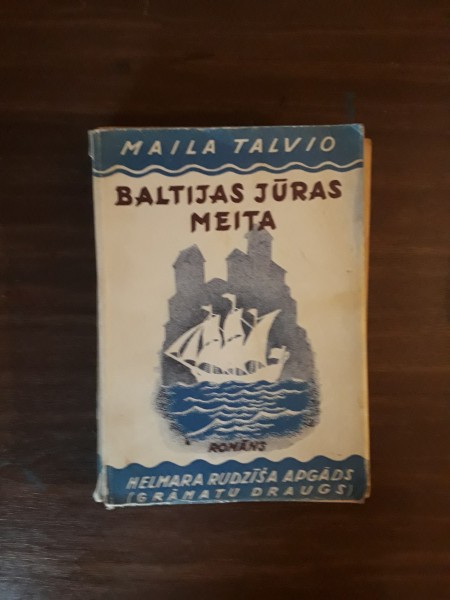 MAILA TALVIO
BALTIJAS JŪRAS
MEITA
ROMĀNS
HELMARA RUDZĪŠA APGĀDS
(GRĀMATU DRAUGS)